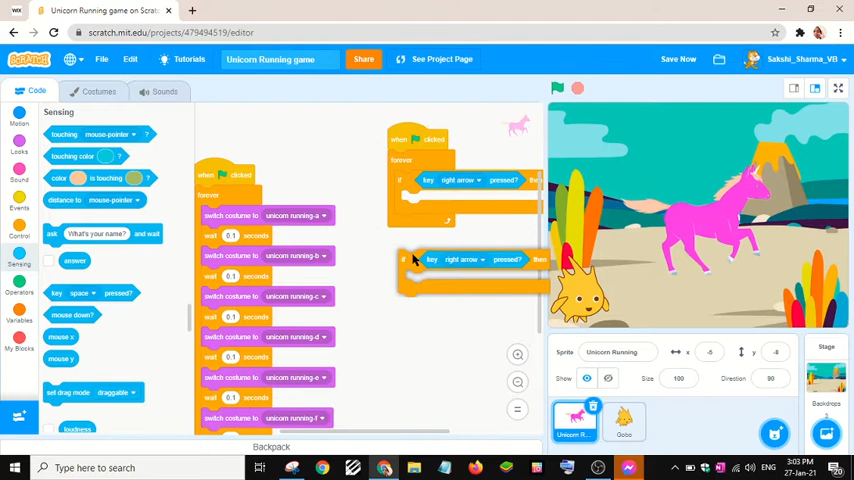 Unicorn Running game on Scratch
scratch.mit.edu/projects/479494519/editor
SCRATCH
File
Edit
Tutorials
Unicorn Running game
Share
See Project Page
Save Now
Sakshi_Sharma_VB
Code
Costumes
Sounds
Motion
Looks
Sound
Events
Control
Sensing
Operators
Variables
My Blocks
Sensing
touching mouse-pointer ?
touching color ?
color is touching ?
distance to mouse-pointer
ask What's your name? and wait
answer
key space pressed?
mouse down?
mouse x
mouse y
set drag mode draggable
loudness
when clicked
forever
switch costume to unicorn running-a
wait 0.1 seconds
switch costume to unicorn running-b
wait 0.1 seconds
switch costume to unicorn running-c
wait 0.1 seconds
switch costume to unicorn running-d
wait 0.1 seconds
switch costume to unicorn running-e
wait 0.1 seconds
switch costume to unicorn running-f
when clicked
forever
if key right arrow pressed? then
if key right arrow pressed? then
Backpack
Sprite
Unicorn Running
x
-5
y
-8
Show
Size
100
Direction
90
Unicorn R...
Gobo
Stage
Backdrops
2
Type here to search
ENG
3:03 PM
27-Jan-21